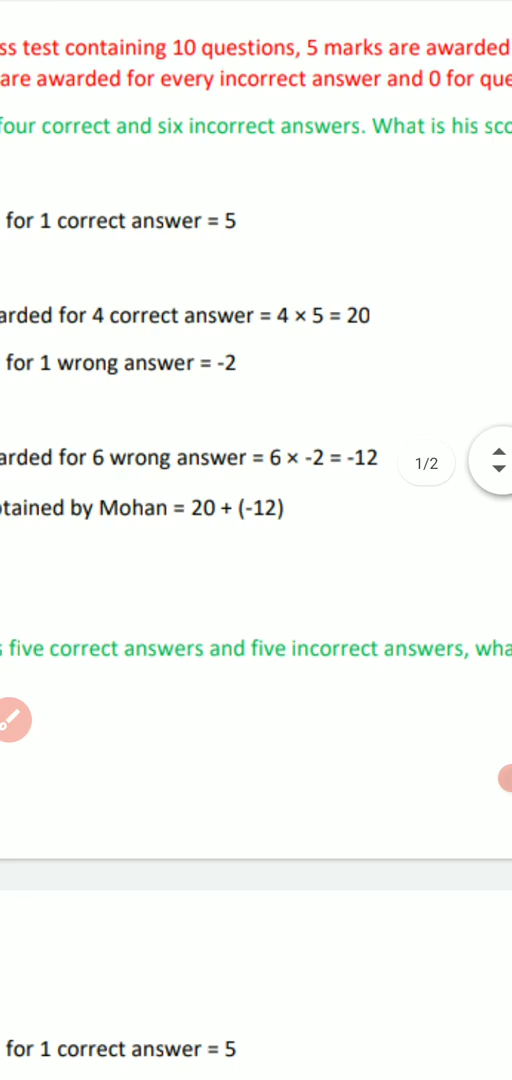 ss test containing 10 questions, 5 marks are awarded
are awarded for every incorrect answer and 0 for que
four correct and six incorrect answers. What is his sco
for 1 correct answer = 5
arded for 4 correct answer = 4 × 5 = 20
for 1 wrong answer = -2
arded for 6 wrong answer = 6 × -2 = -12
1/2
tained by Mohan = 20 + (-12)
five correct answers and five incorrect answers, wha
for 1 correct answer = 5